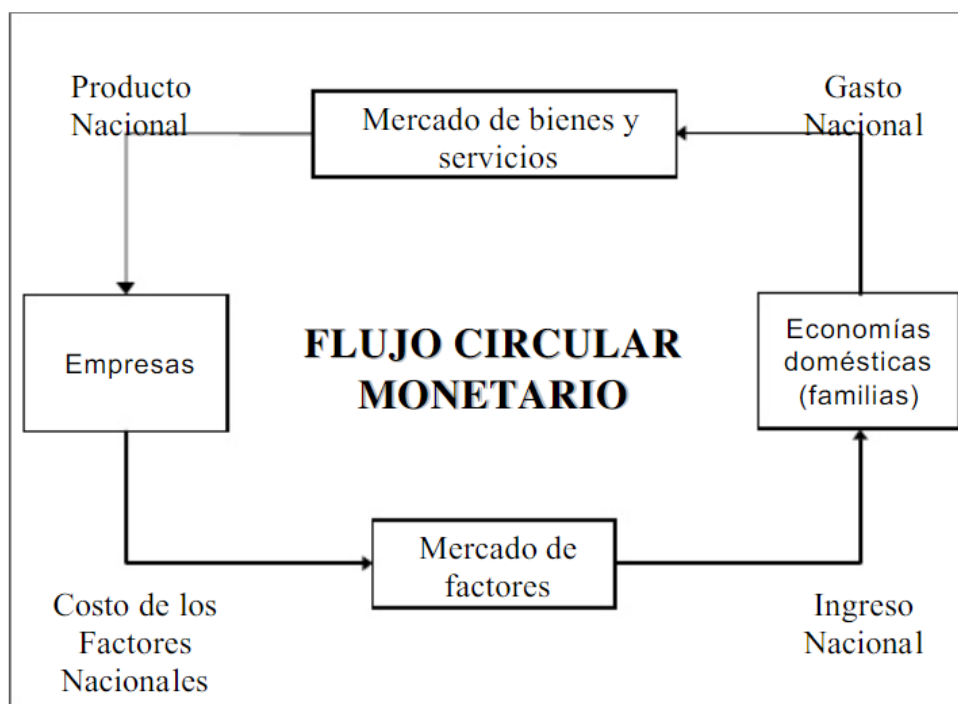 Producto
Nacional
Mercado de bienes y
servicios
Gasto
Nacional
Empresas
FLUJO CIRCULAR
MONETARIO
Economías
domésticas
(familias)
Costo de los
Factores
Nacionales
Mercado de
factores
Ingreso
Nacional